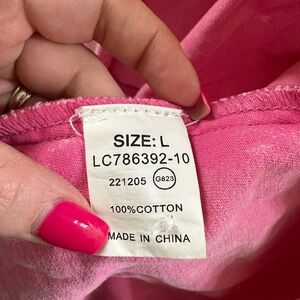 SIZE: L
LC786392-10
221205 G823
100%COTTON
MADE IN CHINA